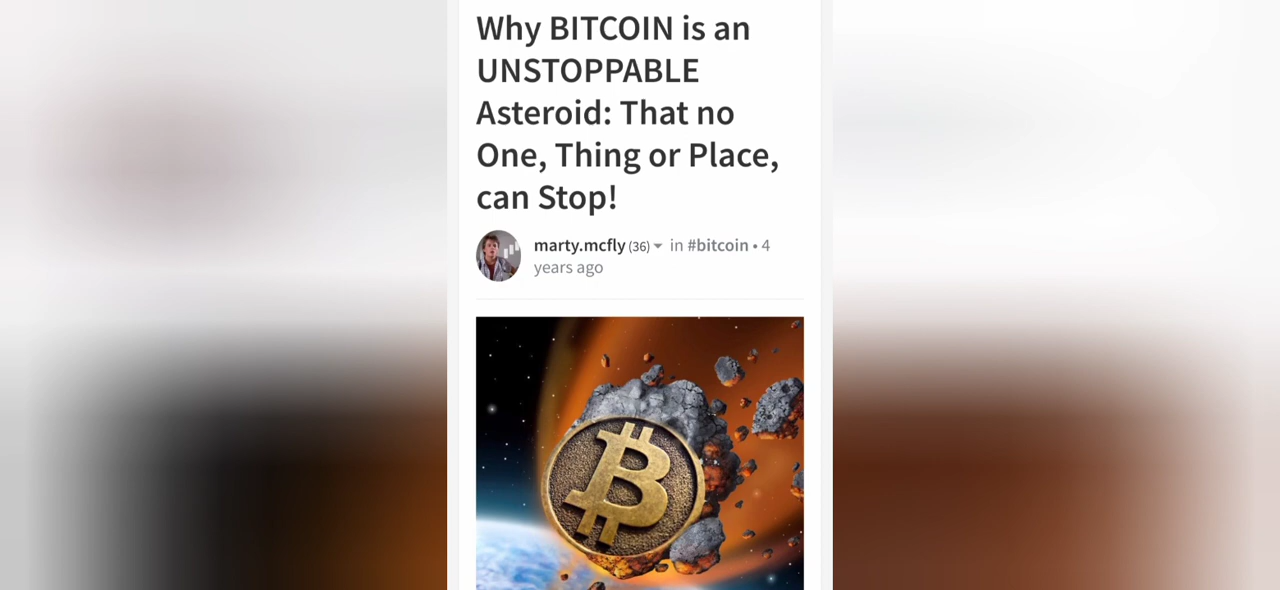 Why BITCOIN is an
UNSTOPPABLE
Asteroid: That no
One, Thing or Place,
can Stop!
marty.mcfly (36) in #bitcoin • 4
years ago